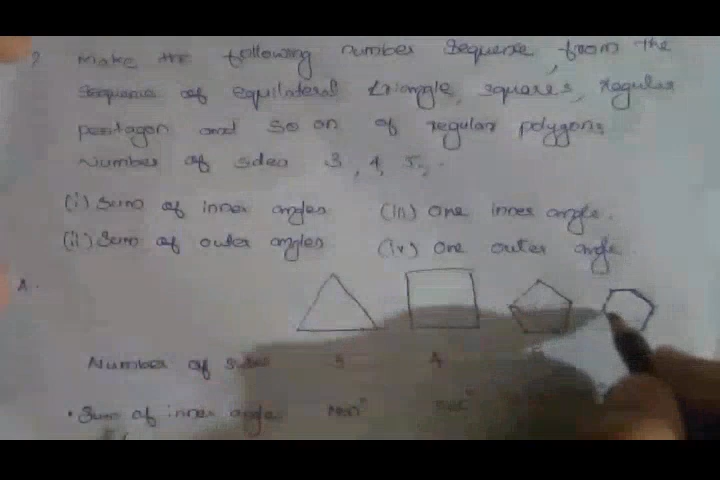 2 Make the following number sequence, from the
sequence of equilateral triangle, squares, regular
pentagon and so on of regular polygons
Number of sides 3, 4, 5,
(i) Sum of inner angles (iii) One inner angle.
(ii) Sum of outer angles (iv) One outer angle.
A.
Number of sides 3 4
• Sum of inner angle 180°